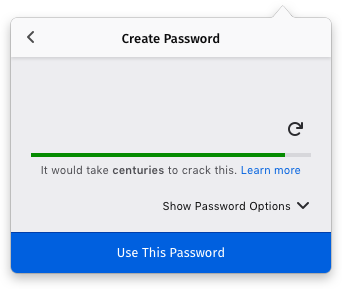 Create Password
It would take centuries to crack this. Learn more
Show Password Options
Use This Password